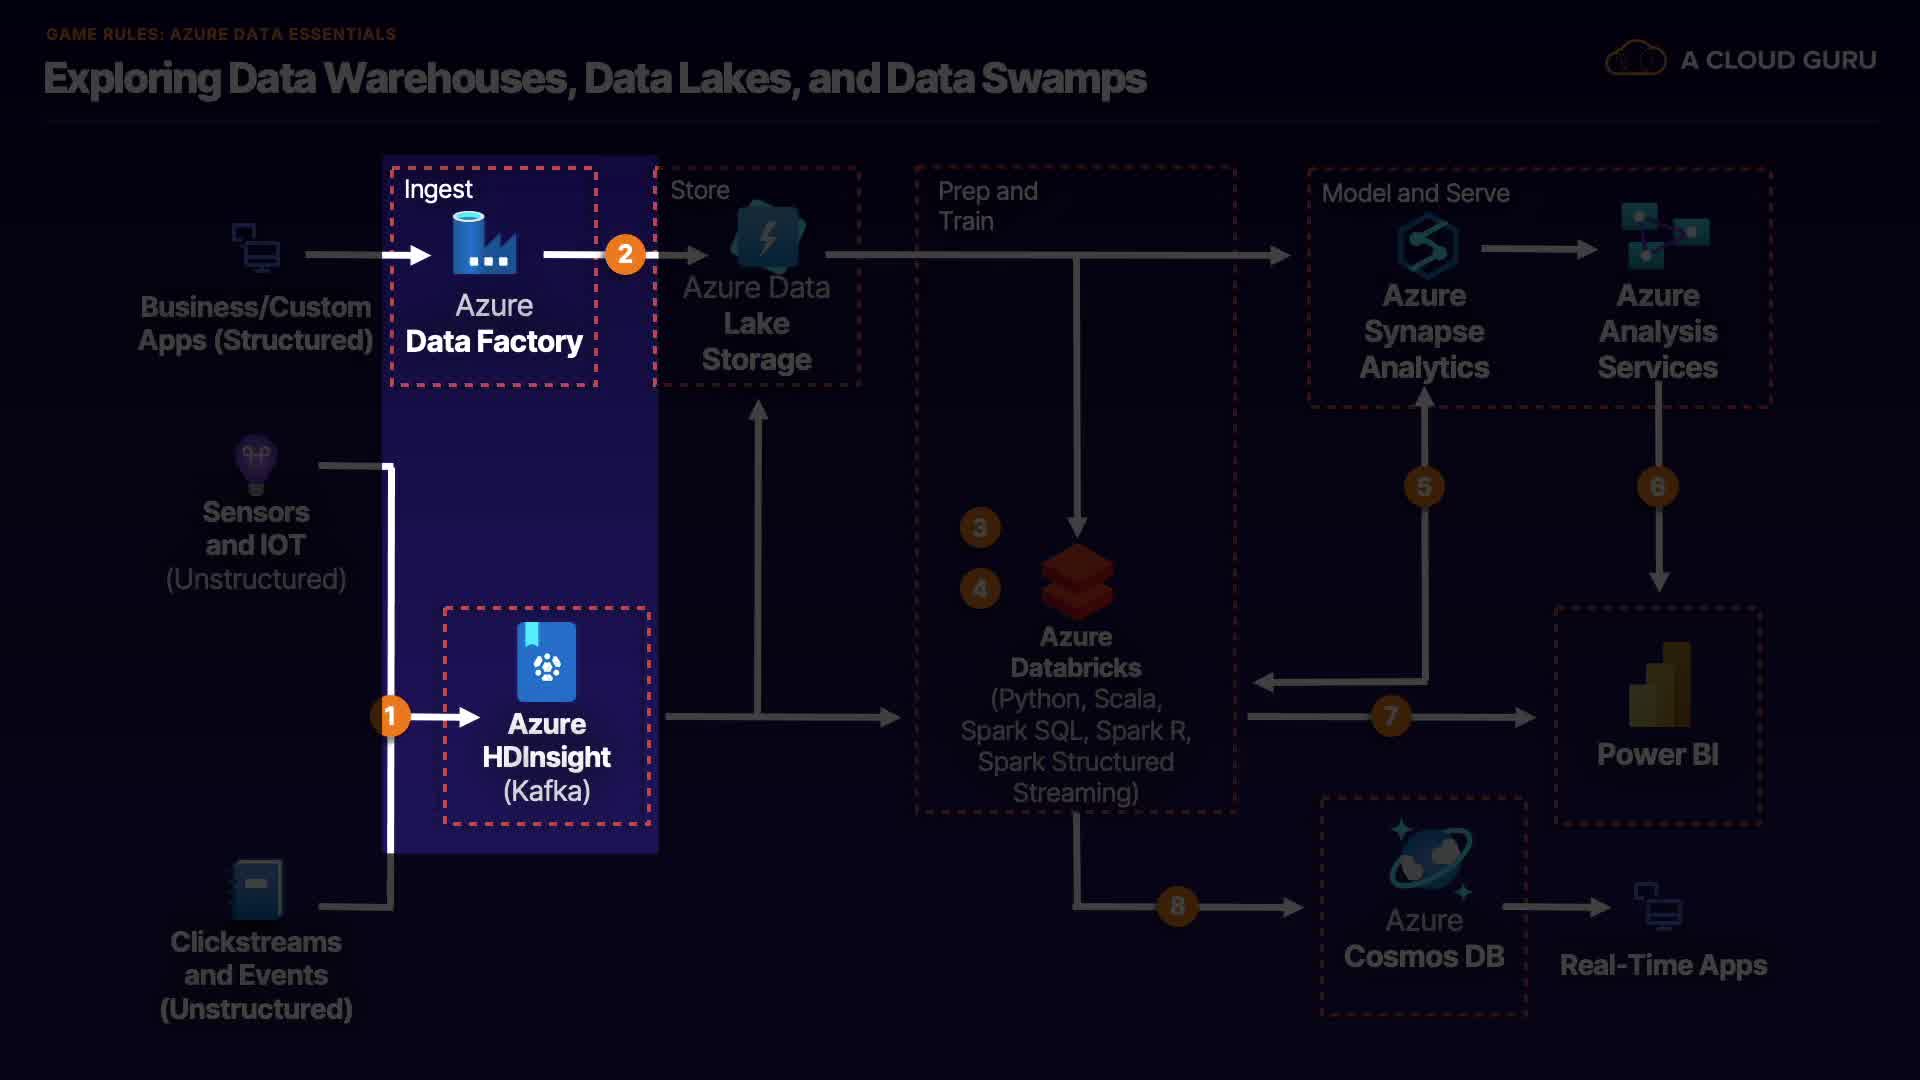 GAME RULES: AZURE DATA ESSENTIALS
Exploring Data Warehouses, Data Lakes, and Data Swamps
A CLOUD GURU
Business/Custom
Apps (Structured)
Sensors
and IOT
(Unstructured)
Clickstreams
and Events
(Unstructured)
Ingest
Azure
Data Factory
2
1
Azure
HDInsight
(Kafka)
Store
Azure Data
Lake
Storage
Prep and
Train
3
4
Azure
Databricks
(Python, Scala,
Spark SQL, Spark R,
Spark Structured
Streaming)
Model and Serve
Azure
Synapse
Analytics
Azure
Analysis
Services
5
6
7
Power BI
8
Azure
Cosmos DB
Real-Time Apps